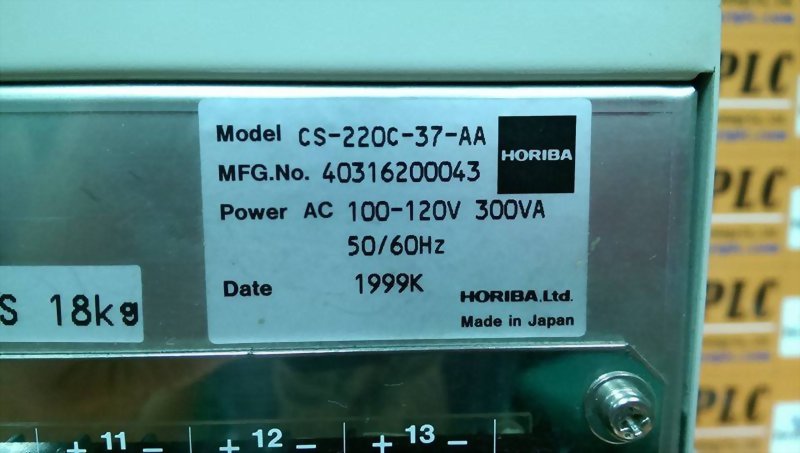 Model CS-220C-37-AA
HORIBA
MFG.No. 40316200043
Power AC 100-120V 300VA
50/60Hz
Date 1999K
HORIBA,Ltd.
Made in Japan
S 18kg
+ 11 -
+ 12 -
+ 13 -
PLC
PLC
PLC
PLC